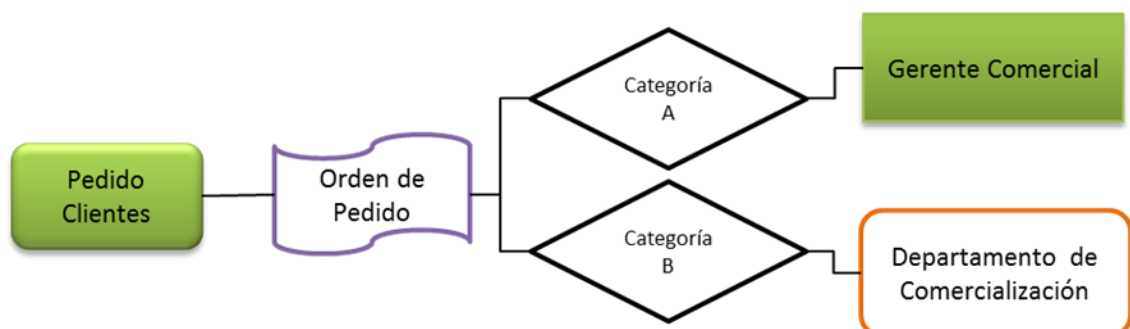 Pedido
Clientes
Orden de
Pedido
Categoría
A
Gerente Comercial
Categoría
B
Departamento de
Comercialización